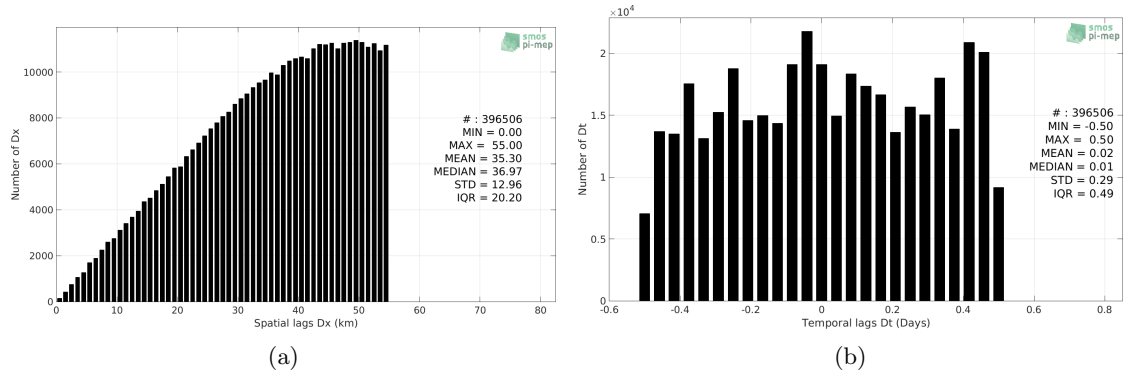 smos
pi-mep
10000
8000
6000
4000
2000
0
Number of Dx
# : 396506
MIN = 0.00
MAX = 55.00
MEAN = 35.30
MEDIAN = 36.97
STD = 12.96
IQR = 20.20
0 10 20 30 40 50 60 70 80
Spatial lags Dx (km)
(a)
×10⁴
smos
pi-mep
2
1.5
1
0.5
0
Number of Dt
# : 396506
MIN = -0.50
MAX = 0.50
MEAN = 0.02
MEDIAN = 0.01
STD = 0.29
IQR = 0.49
-0.6 -0.4 -0.2 0 0.2 0.4 0.6 0.8
Temporal lags Dt (Days)
(b)